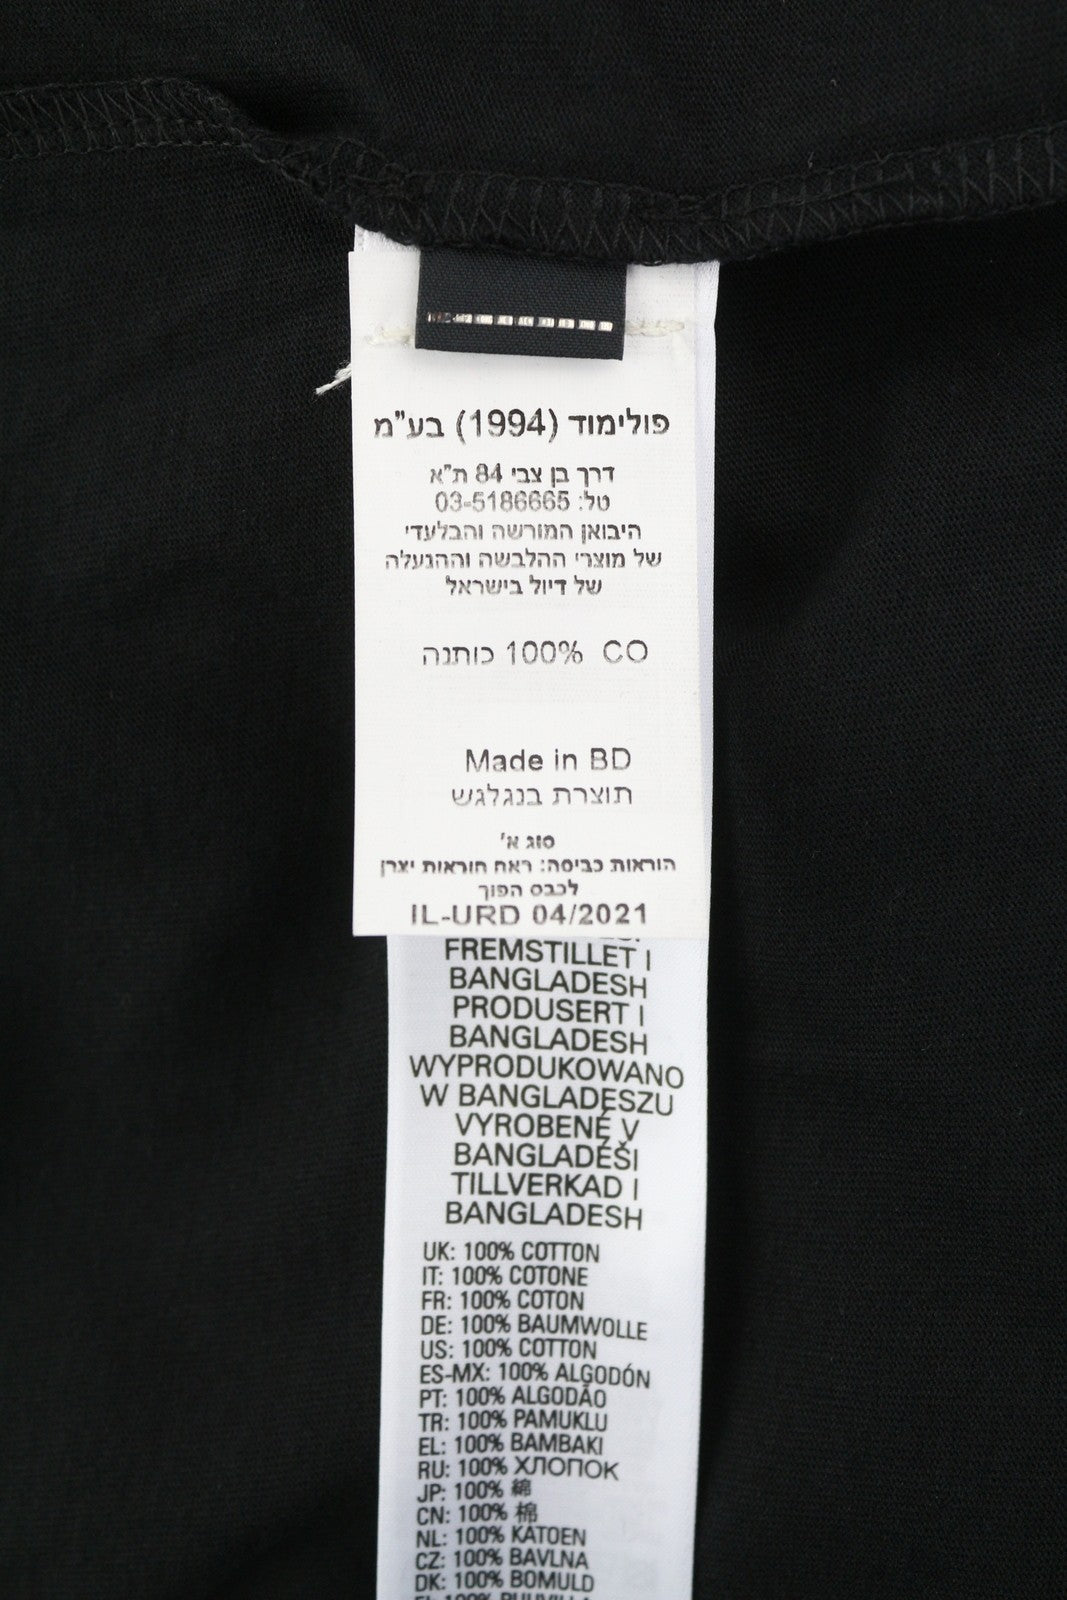 פולימוד (1994) בע"מ
דרך בן צבי 84 ת"א
טל: 03-5186665
היבואן המורשה והבלעדי
של מוצרי ההלבשה וההנעלה
של דיזל בישראל
100% CO כותנה
Made in BD
תוצרת בנגלגש
סוג א'
הוראות כביסה: ראה הוראות יצרן
לכבס הפוך
IL-URD 04/2021
FREMSTILLET I
BANGLADESH
PRODUSERT I
BANGLADESH
WYPRODUKOWANO
W BANGLADESZU
VYROBENÉ V
BANGLADÉŠI
TILLVERKAD I
BANGLADESH
UK: 100% COTTON
IT: 100% COTONE
FR: 100% COTON
DE: 100% BAUMWOLLE
US: 100% COTTON
ES-MX: 100% ALGODÓN
PT: 100% ALGODÃO
TR: 100% PAMUKLU
EL: 100% BAMBAKI
RU: 100% ХЛОПОК
JP: 100% 綿
CN: 100% 棉
NL: 100% KATOEN
CZ: 100% BAVLNA
DK: 100% BOMULD